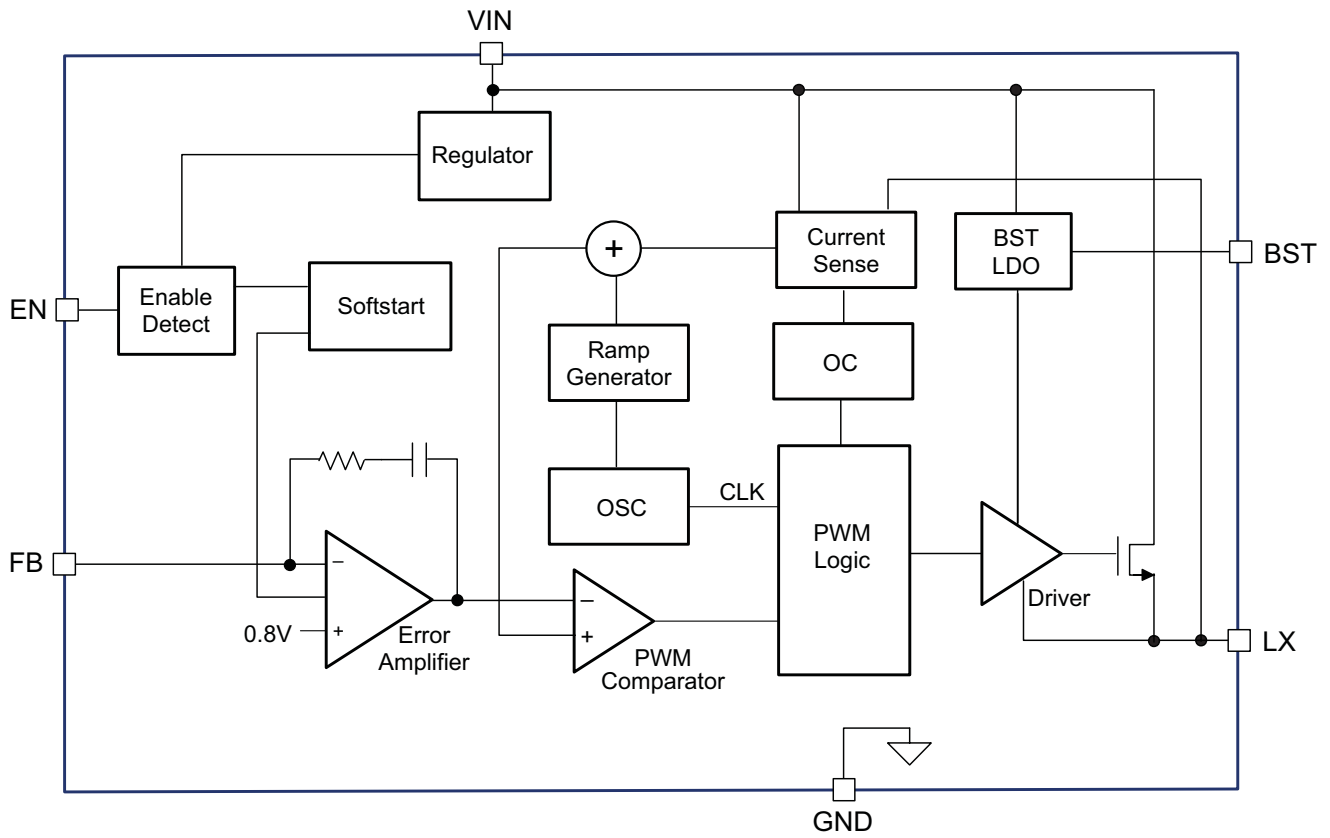 VIN
Regulator
Current
Sense
BST
LDO
BST
+
EN
Enable
Detect
Softstart
Ramp
Generator
OC
OSC
CLK
PWM
Logic
FB
−
+
0.8V
Error
Amplifier
−
+
PWM
Comparator
Driver
LX
GND